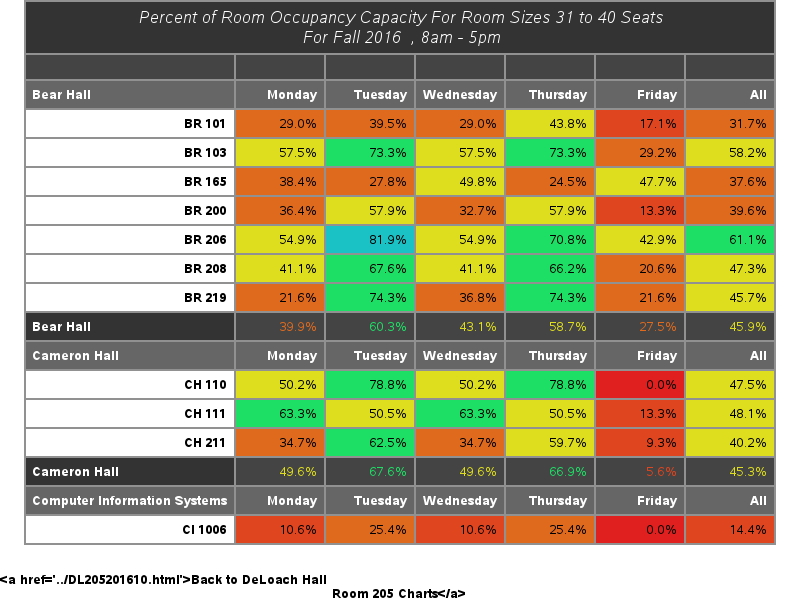 Percent of Room Occupancy Capacity For Room Sizes 31 to 40 Seats
For Fall 2016 , 8am - 5pm
Bear Hall Monday Tuesday Wednesday Thursday Friday All
BR 101 29.0% 39.5% 29.0% 43.8% 17.1% 31.7%
BR 103 57.5% 73.3% 57.5% 73.3% 29.2% 58.2%
BR 165 38.4% 27.8% 49.8% 24.5% 47.7% 37.6%
BR 200 36.4% 57.9% 32.7% 57.9% 13.3% 39.6%
BR 206 54.9% 81.9% 54.9% 70.8% 42.9% 61.1%
BR 208 41.1% 67.6% 41.1% 66.2% 20.6% 47.3%
BR 219 21.6% 74.3% 36.8% 74.3% 21.6% 45.7%
Bear Hall 39.9% 60.3% 43.1% 58.7% 27.5% 45.9%
Cameron Hall Monday Tuesday Wednesday Thursday Friday All
CH 110 50.2% 78.8% 50.2% 78.8% 0.0% 47.5%
CH 111 63.3% 50.5% 63.3% 50.5% 13.3% 48.1%
CH 211 34.7% 62.5% 34.7% 59.7% 9.3% 40.2%
Cameron Hall 49.6% 67.6% 49.6% 66.9% 5.6% 45.3%
Computer Information Systems Monday Tuesday Wednesday Thursday Friday All
CI 1006 10.6% 25.4% 10.6% 25.4% 0.0% 14.4%
<a href='../DL205201610.html'>Back to DeLoach Hall
Room 205 Charts</a>